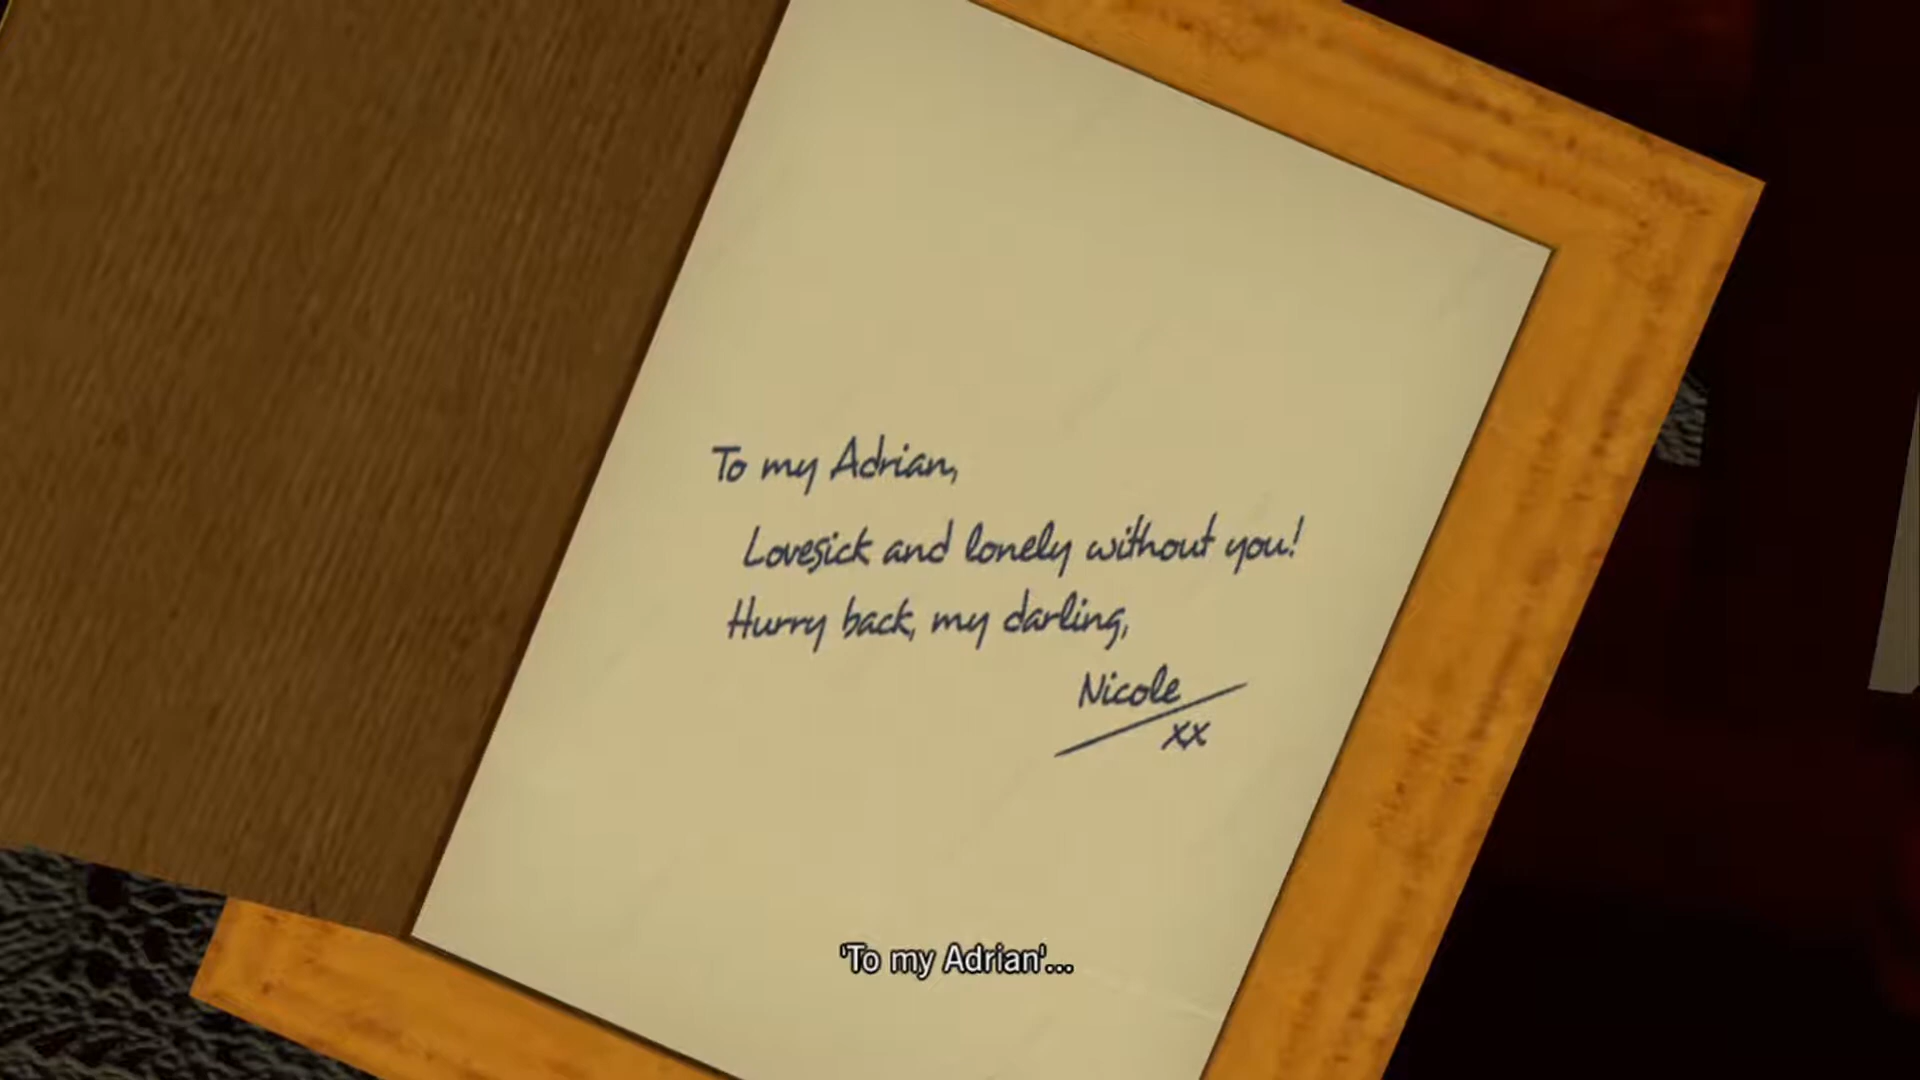 To my Adrian,
Lovesick and lonely without you!
Hurry back, my darling,
Nicole
xx
'To my Adrian'...